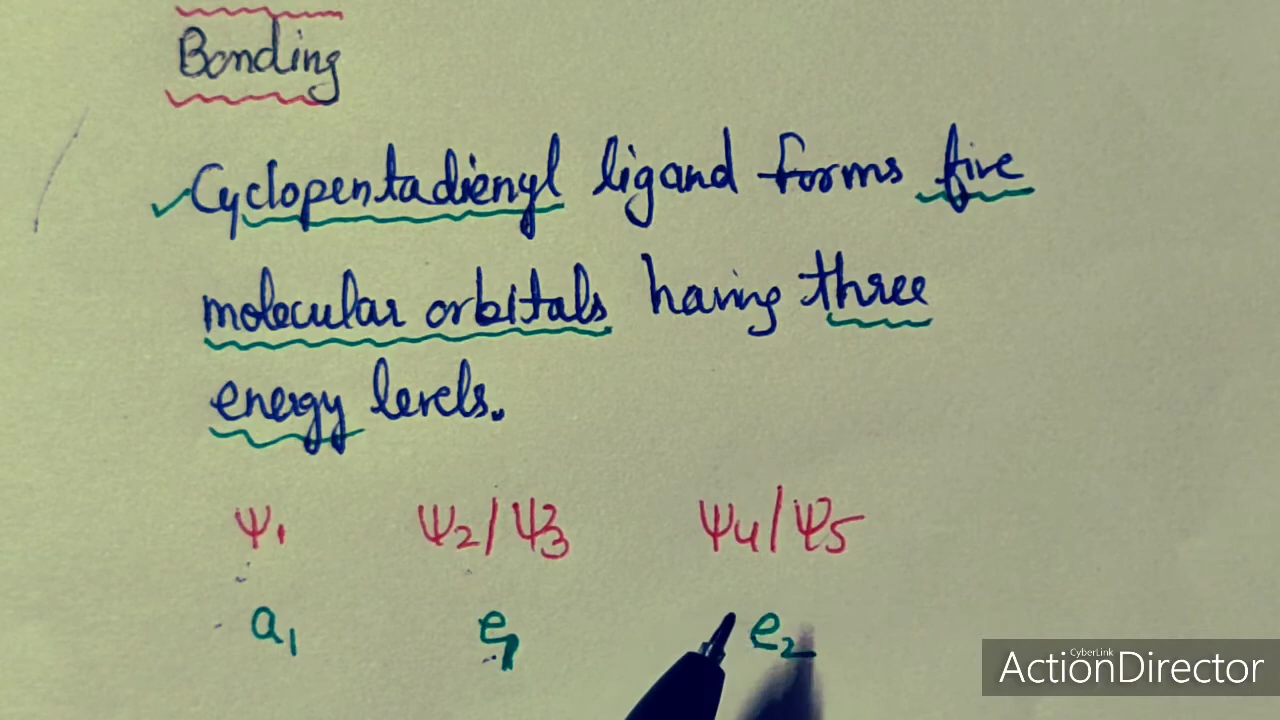 Bonding
Cyclopentadienyl ligand forms five
molecular orbitals having three
energy levels.
ψ1 ψ2/ψ3 ψ4/ψ5
a1 e1 e2
CyberLink
ActionDirector